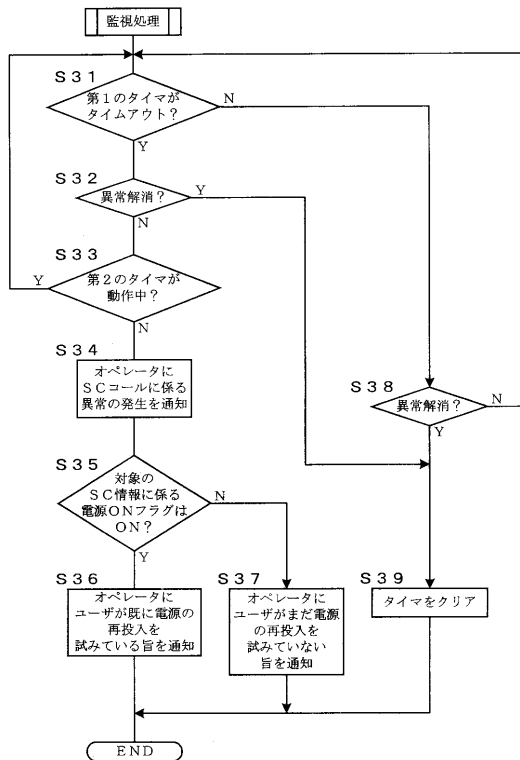 監視処理
S31
第1のタイマが
タイムアウト？
N
Y
S32
異常解消？
Y
N
S33
第2のタイマが
動作中？
Y
N
S34
オペレータに
SCコールに係る
異常の発生を通知
S38
異常解消？
N
Y
S35
対象の
SC情報に係る
電源ONフラグは
ON？
N
Y
S36
オペレータに
ユーザが既に電源の
再投入を
試みている旨を通知
S37
オペレータに
ユーザがまだ電源
の再投入を
試みていない
旨を通知
S39
タイマをクリア
END